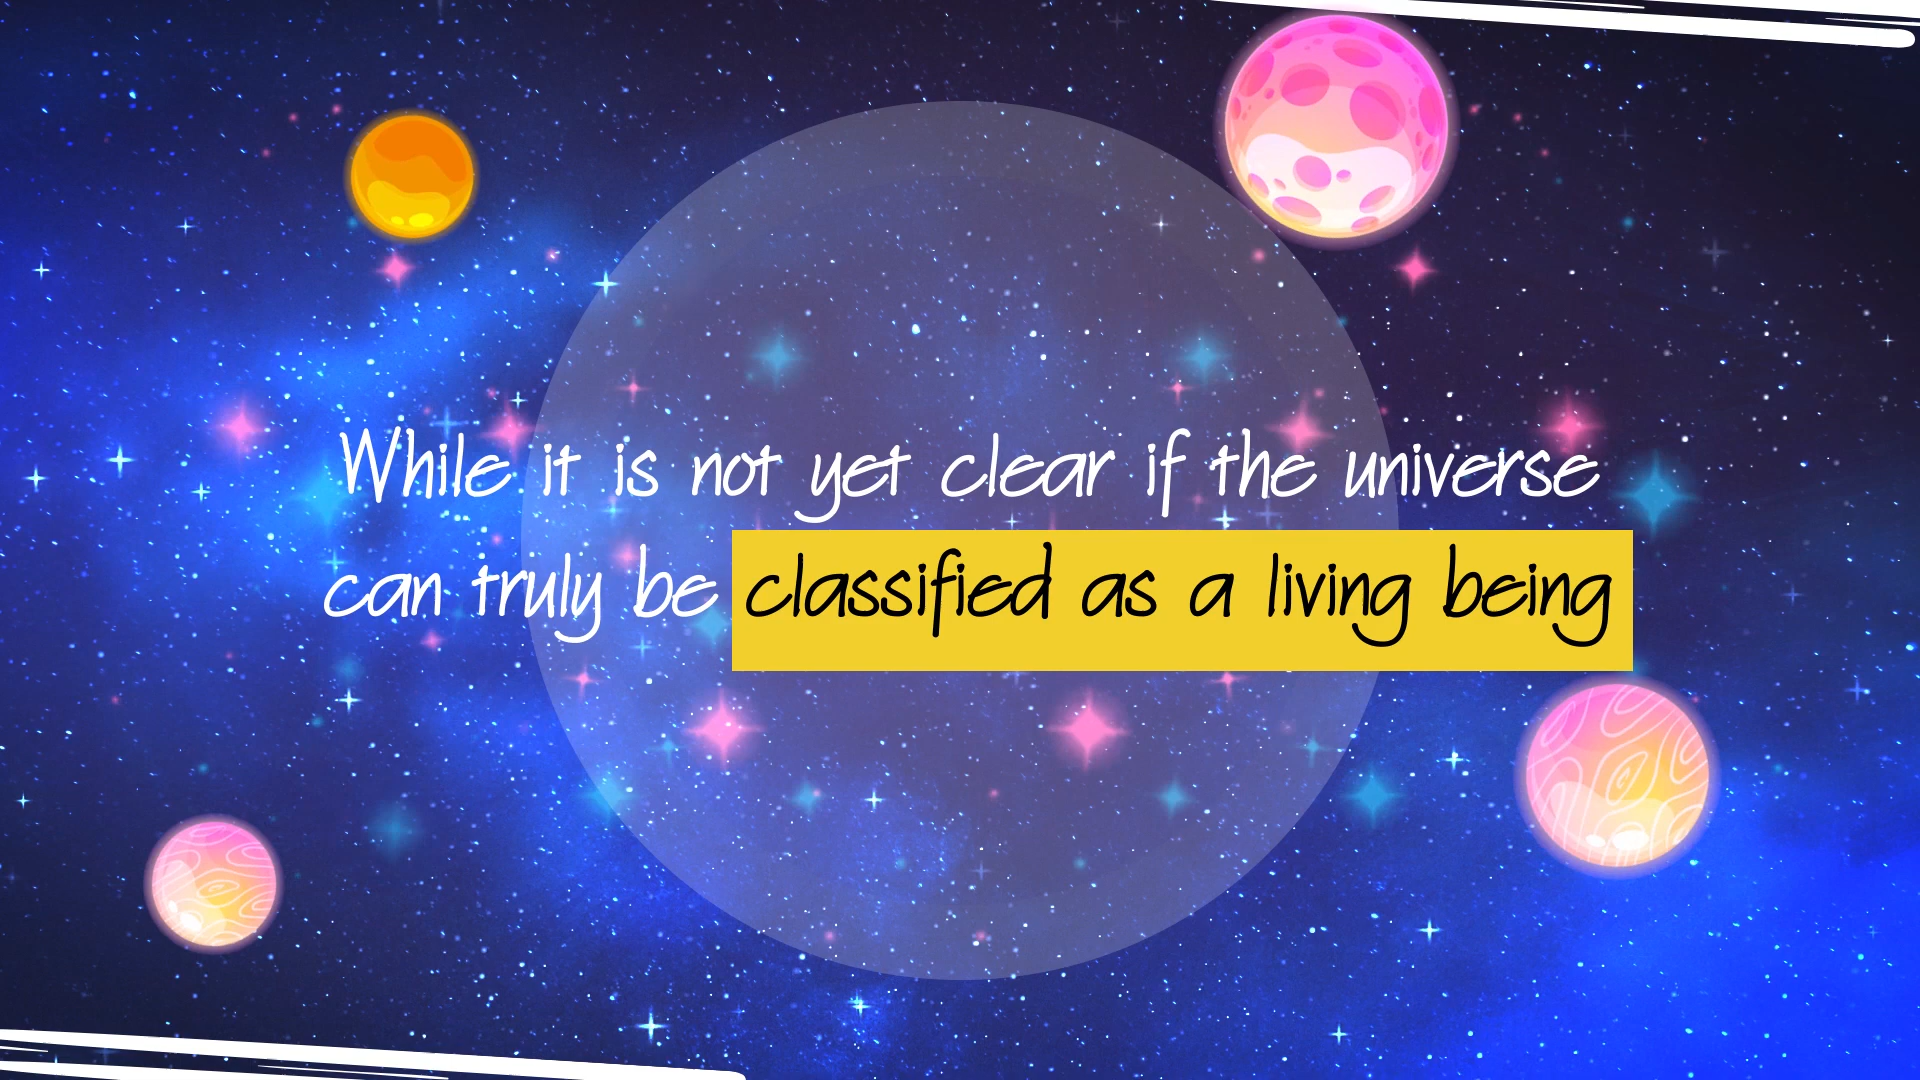 While it is not yet clear if the universe
can truly be classified as a living being